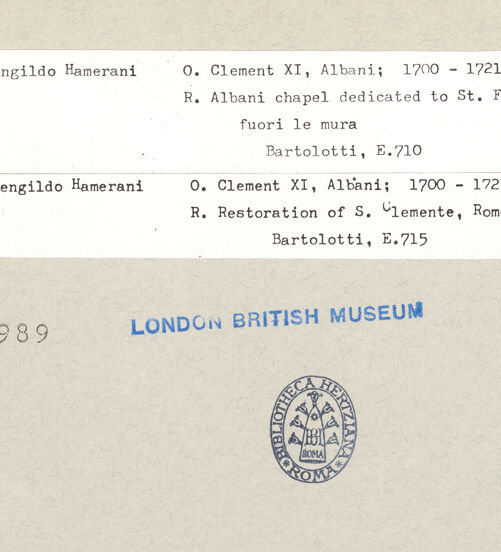 ngildo Hamerani O. Clement XI, Albani; 1700 - 1721
R. Albani chapel dedicated to St. F
fuori le mura
Bartolotti, E.710
engildo Hamerani O. Clement XI, Albani; 1700 - 172
R. Restoration of S. Clemente, Rom
Bartolotti, E.715
989
LONDON BRITISH MUSEUM
BIBLIOTHECA HERTZIANA
ROMA
* ROMA *